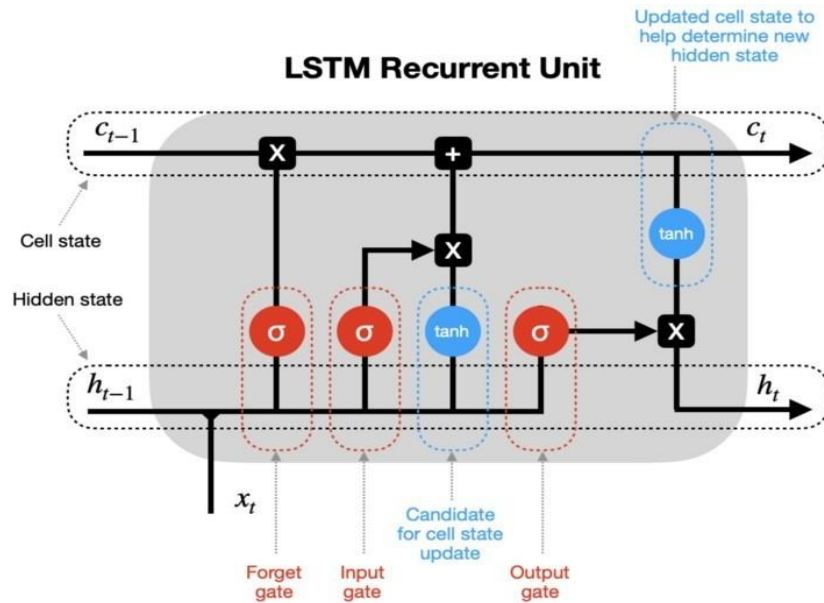 Updated cell state to
help determine new
hidden state
LSTM Recurrent Unit
c_{t-1}
c_t
X
+
Cell state
tanh
X
Hidden state
σ
σ
tanh
σ
X
h_{t-1}
h_t
x_t
Candidate
for cell state
update
Forget
gate
Input
gate
Output
gate